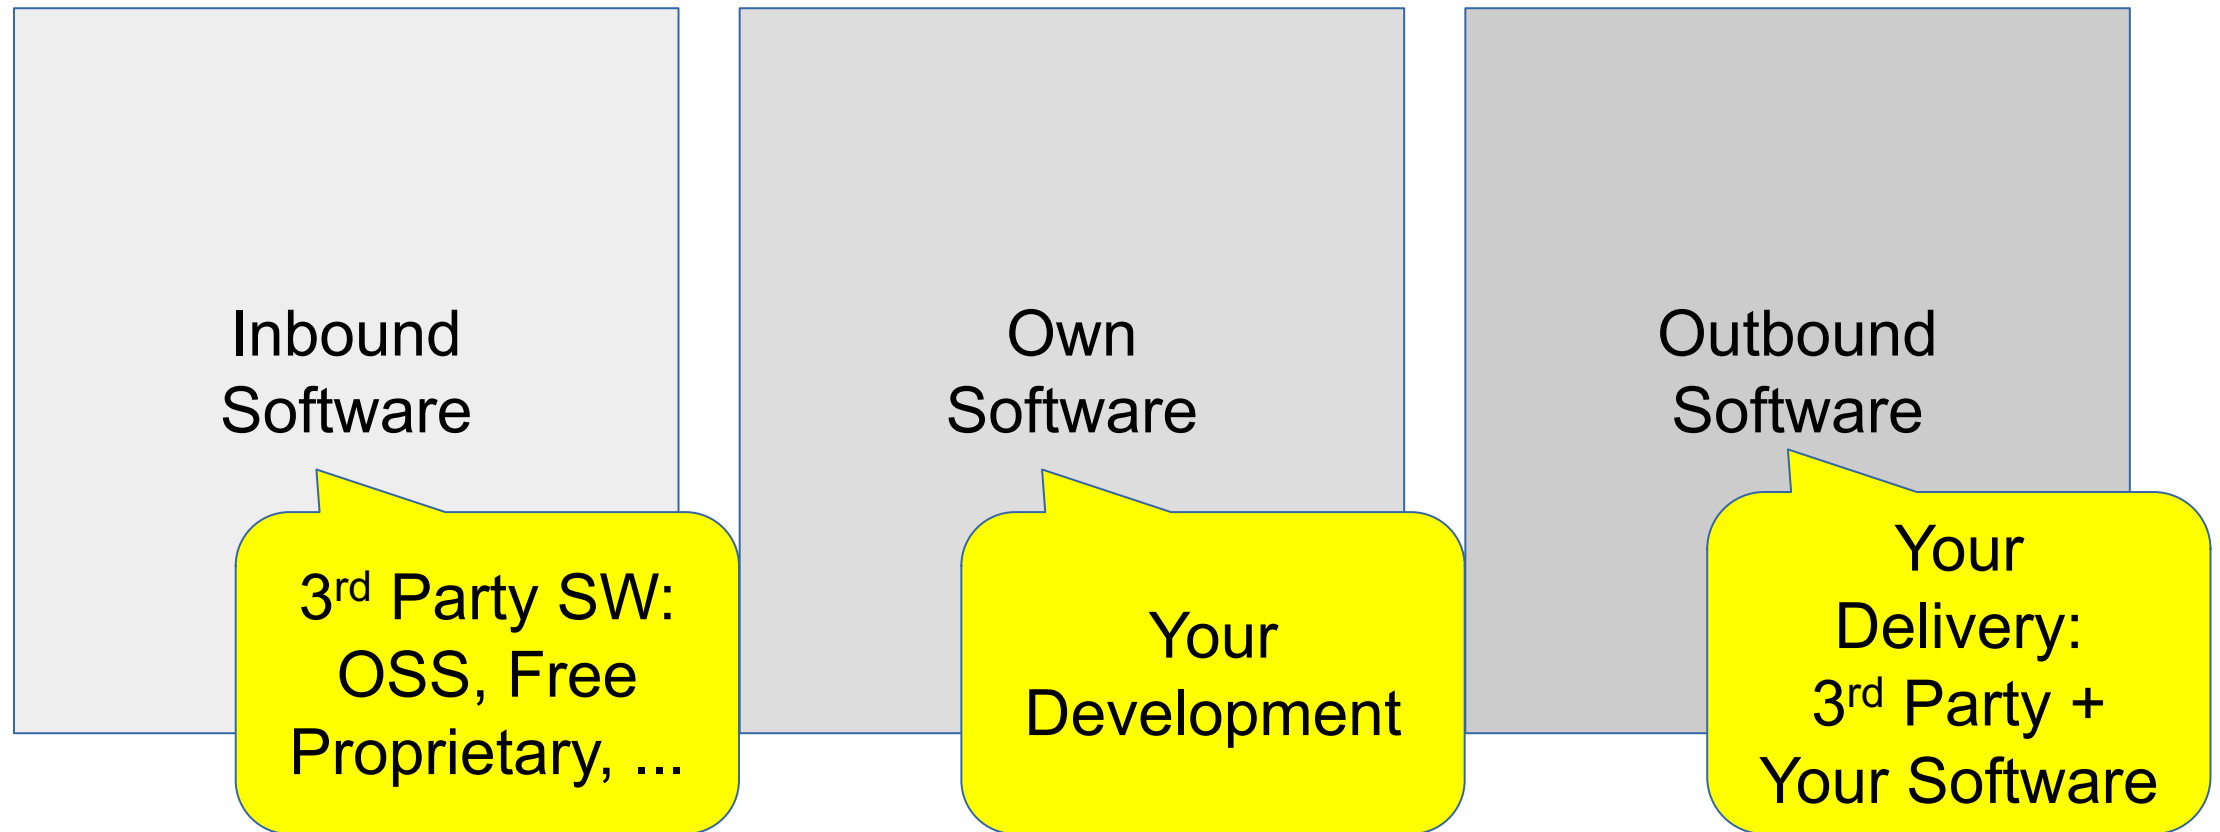 Inbound
Software
3rd Party SW:
OSS, Free
Proprietary, ...
Own
Software
Your
Development
Outbound
Software
Your
Delivery:
3rd Party +
Your Software